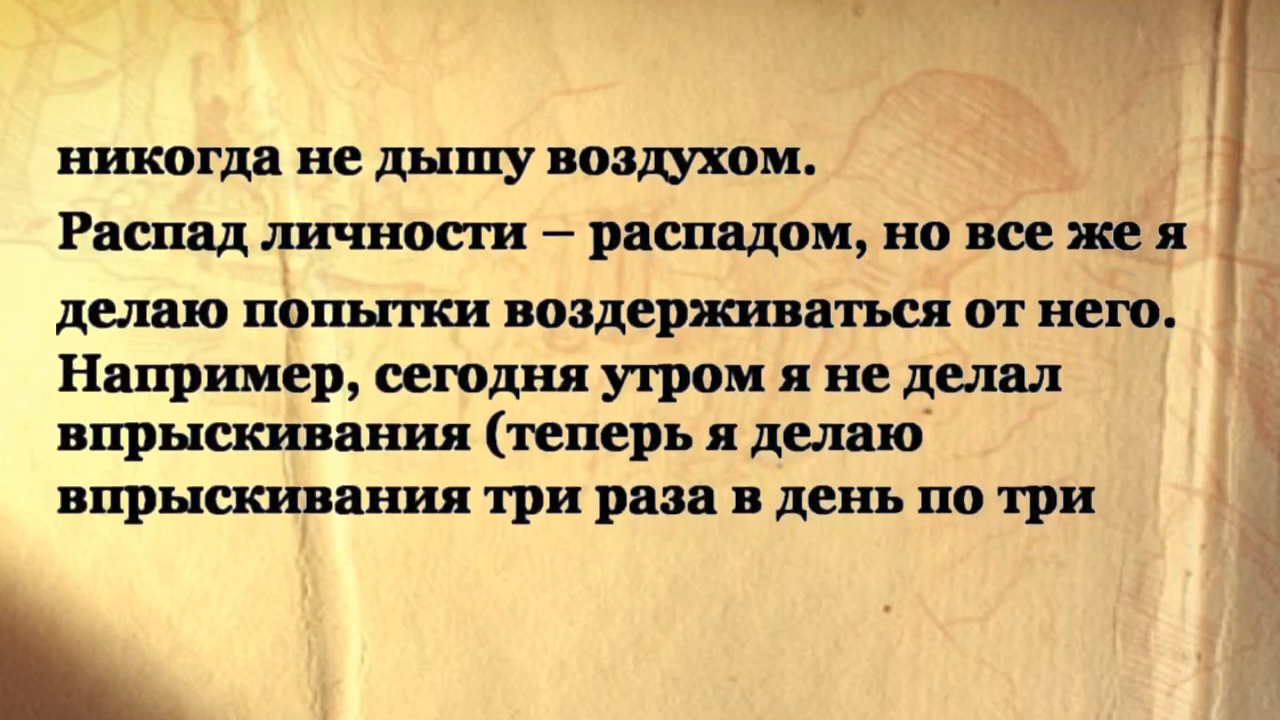 никогда не дышу воздухом.
Распад личности – распадом, но все же я
делаю попытки воздерживаться от него.
Например, сегодня утром я не делал
впрыскивания (теперь я делаю
впрыскивания три раза в день по три